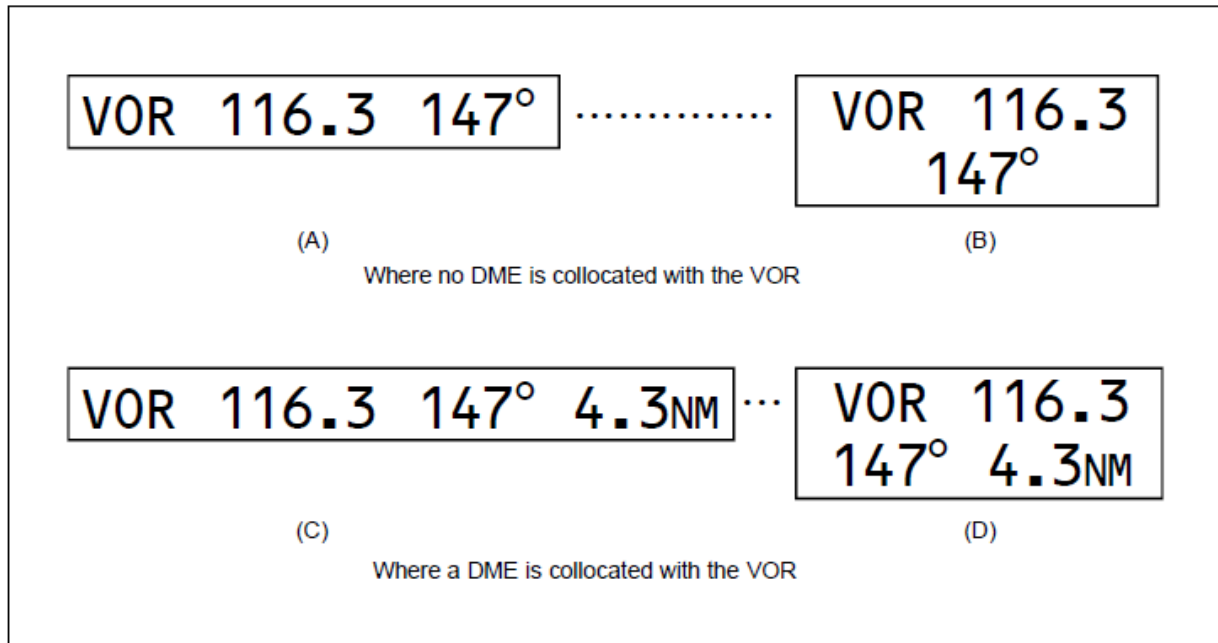 VOR 116.3 147° .............. VOR 116.3
147°
(A) (B)
Where no DME is collocated with the VOR
VOR 116.3 147° 4.3NM ... VOR 116.3
147° 4.3NM
(C) (D)
Where a DME is collocated with the VOR